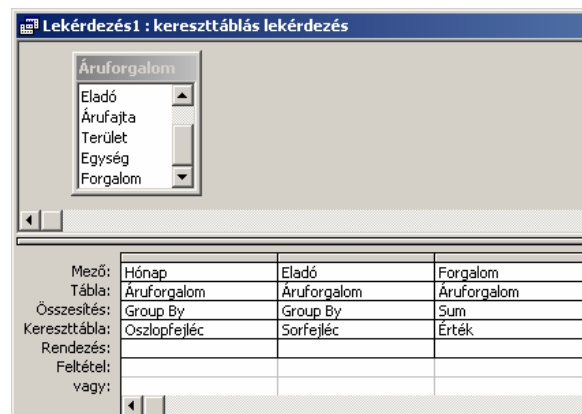 Lekérdezés1 : kereszttáblás lekérdezés
Áruforgalom
Eladó
Árufajta
Terület
Egység
Forgalom
Mező: Hónap Eladó Forgalom
Tábla: Áruforgalom Áruforgalom Áruforgalom
Összesítés: Group By Group By Sum
Kereszttábla: Oszlopfejléc Sorfejléc Érték
Rendezés:
Feltétel:
vagy: